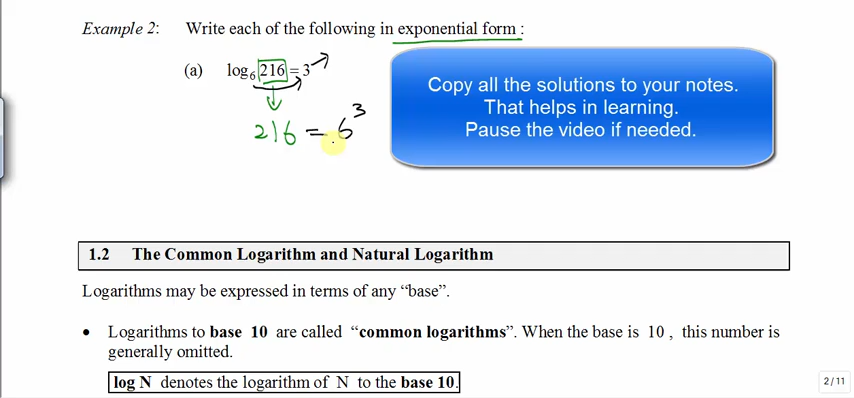 Example 2: Write each of the following in exponential form :
(a) log₆ 216 = 3
216 = 6³
Copy all the solutions to your notes.
That helps in learning.
Pause the video if needed.
1.2 The Common Logarithm and Natural Logarithm
Logarithms may be expressed in terms of any “base”.
• Logarithms to base 10 are called “common logarithms”. When the base is 10 , this number is
generally omitted.
log N denotes the logarithm of N to the base 10.
2/11